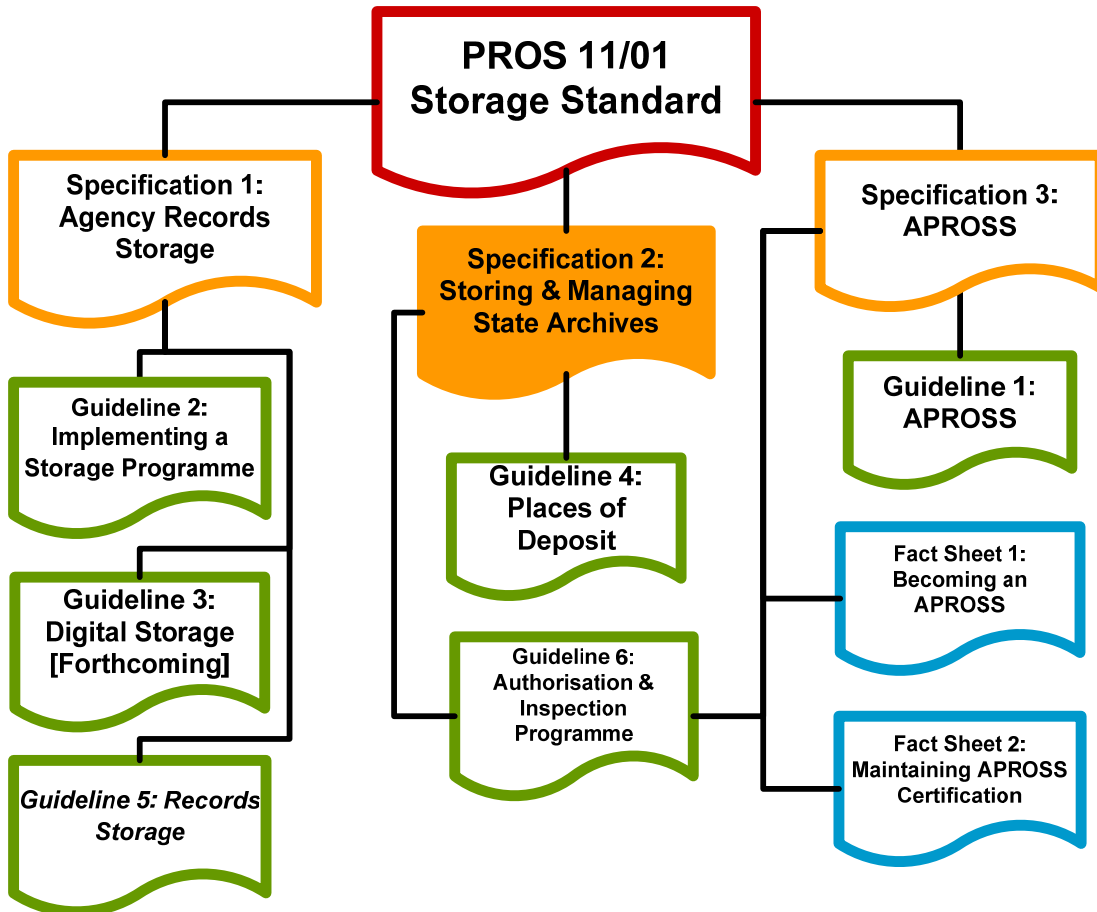 PROS 11/01
Storage Standard
Specification 1:
Agency Records
Storage
Specification 2:
Storing & Managing
State Archives
Specification 3:
APROSS
Guideline 2:
Implementing a
Storage Programme
Guideline 3:
Digital Storage
[Forthcoming]
Guideline 5: Records
Storage
Guideline 4:
Places of
Deposit
Guideline 6:
Authorisation &
Inspection
Programme
Guideline 1:
APROSS
Fact Sheet 1:
Becoming an
APROSS
Fact Sheet 2:
Maintaining APROSS
Certification